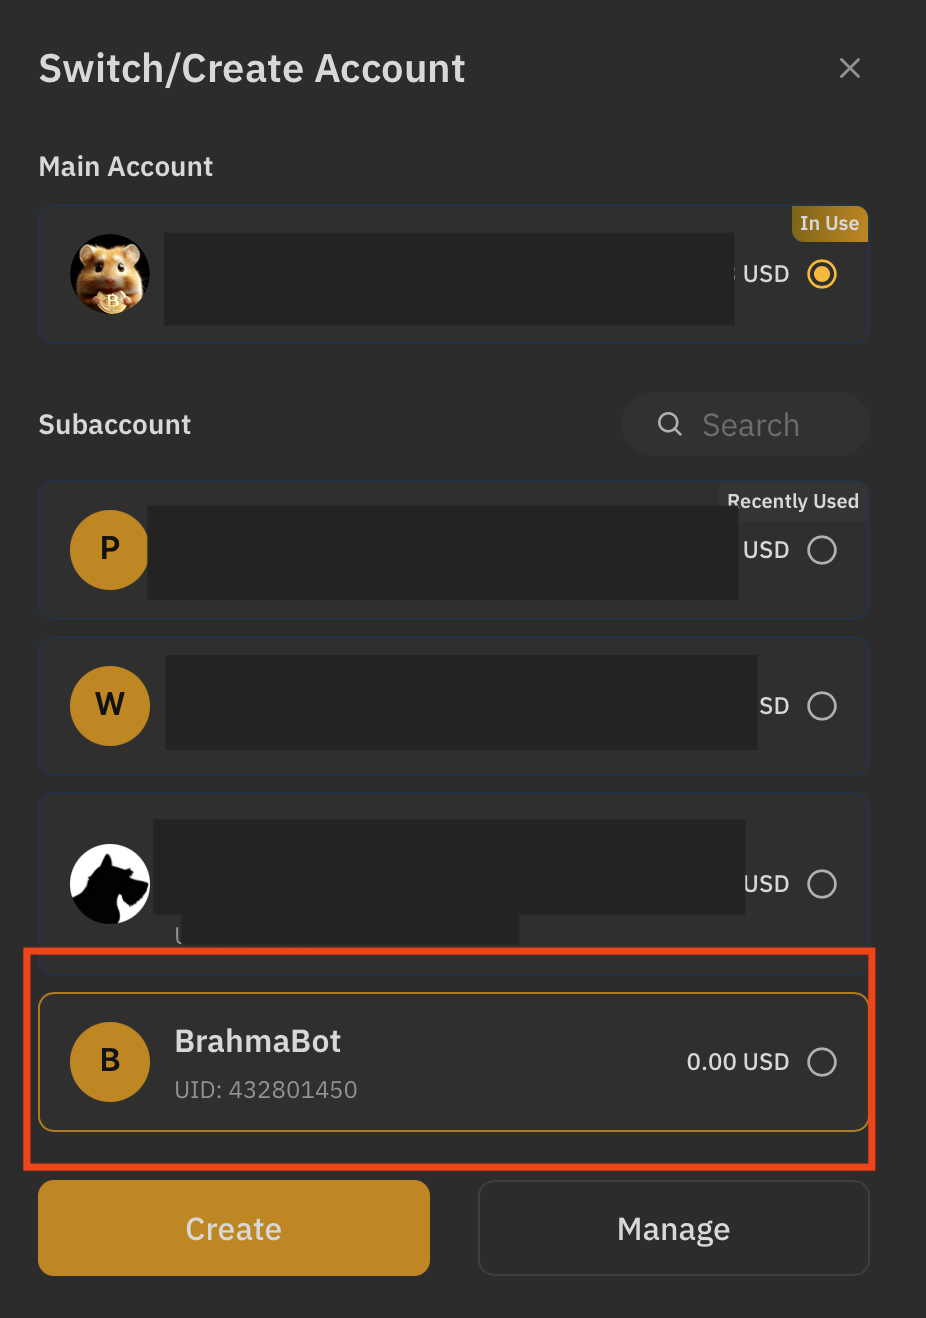 Switch/Create Account
Main Account
In Use
USD
Subaccount
Search
Recently Used
P
USD
W
SD
USD
B
BrahmaBot
0.00 USD
UID: 432801450
Create
Manage